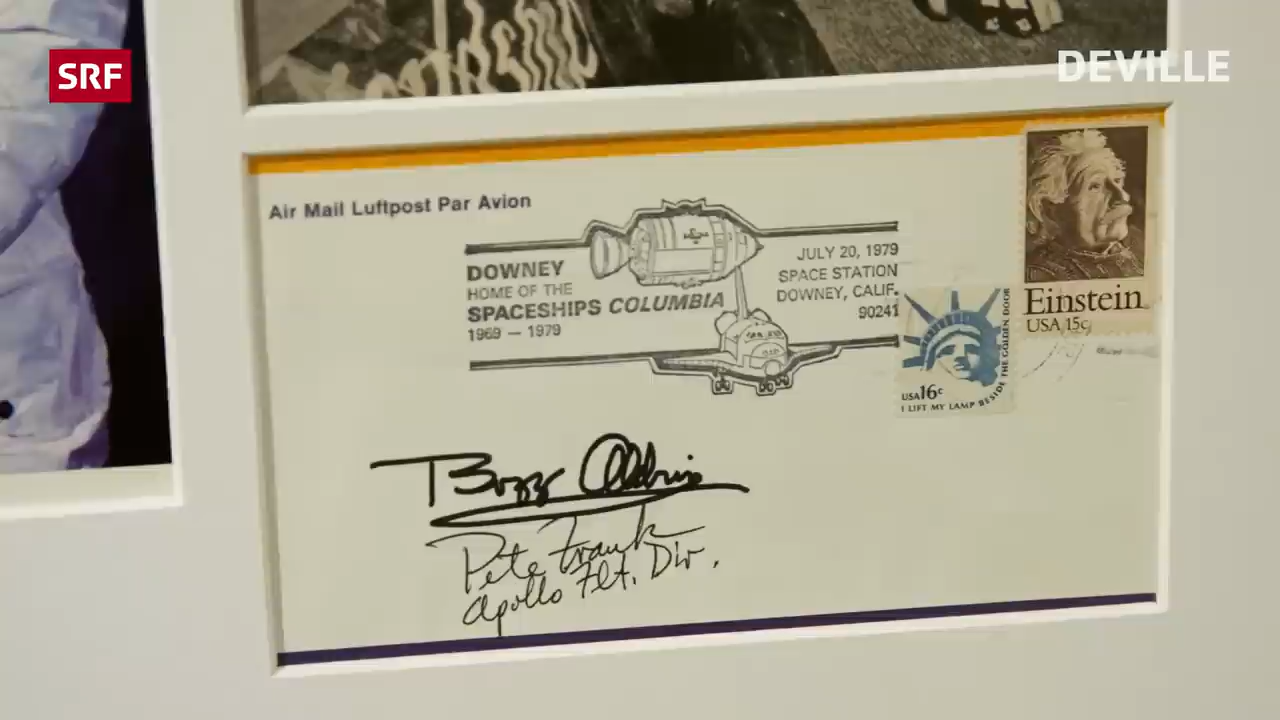 SRF
DEVILLE
Air Mail Luftpost Par Avion
DOWNEY
HOME OF THE
SPACESHIPS COLUMBIA
1969 — 1979
JULY 20, 1979
SPACE STATION
DOWNEY, CALIF.
90241
Einstein
USA 15c
USA 16c
I LIFT MY LAMP BESIDE THE GOLDEN DOOR
Buzz Aldrin
Pete Frank
Apollo Flt. Dir.